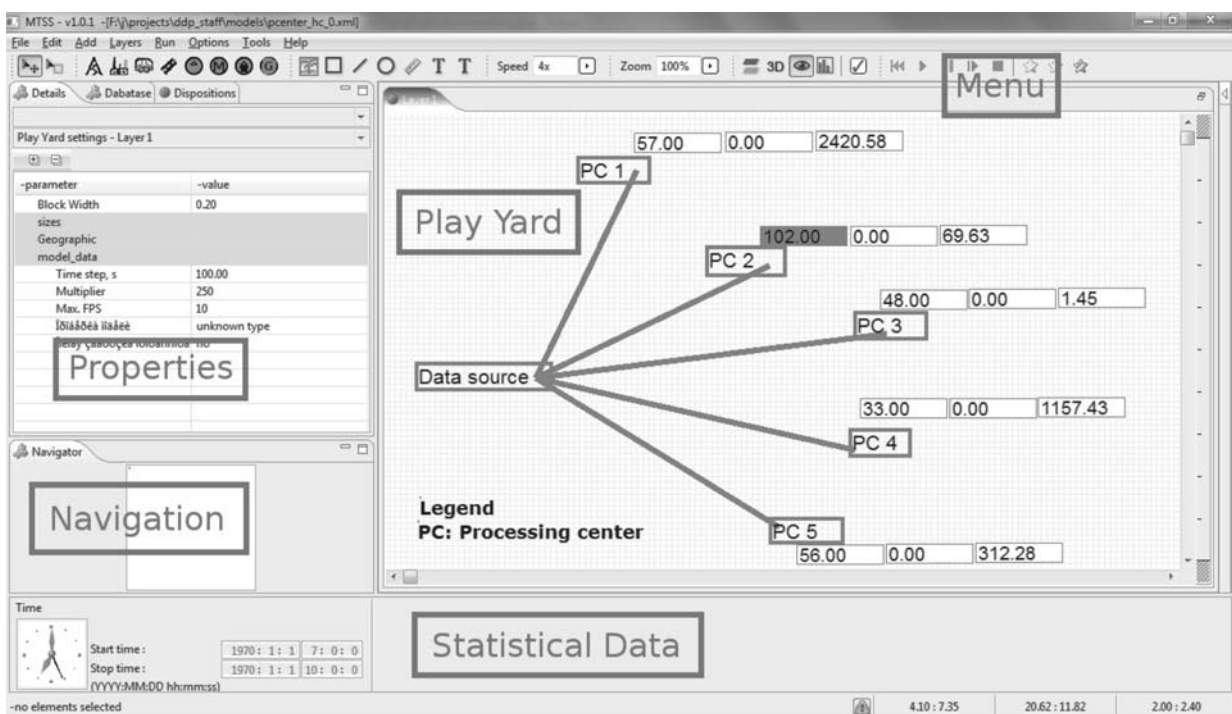 MTSS - v1.0.1 -[F:\j\projects\ddp_staff\models\pcenter_hc_0.xml]
File Edit Add Layers Run Options Tools Help
Speed 4x Zoom 100% 3D
Menu
Details Dabatase Dispositions
Layer1
Play Yard settings - Layer 1
-parameter -value
Block Width 0.20
sizes
Geographic
model_data
Time step, s 100.00
Multiplier 250
Max. FPS 10
unknown type
no
Properties
Navigator
Navigation
Play Yard
57.00 0.00 2420.58
PC 1
102.00 0.00 69.63
PC 2
48.00 0.00 1.45
PC 3
Data source
33.00 0.00 1157.43
PC 4
Legend
PC: Processing center
PC 5
56.00 0.00 312.28
Time
Start time : 1970: 1: 1 7: 0: 0
Stop time : 1970: 1: 1 10: 0: 0
(YYYY:MM:DD hh:mm:ss)
Statistical Data
-no elements selected 4.10 : 7.35 20.62 : 11.82 2.00 : 2.40